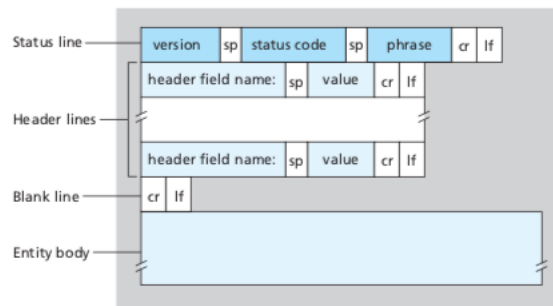 Status line version sp status code sp phrase cr lf
header field name: sp value cr lf
Header lines
header field name: sp value cr lf
Blank line cr lf
Entity body